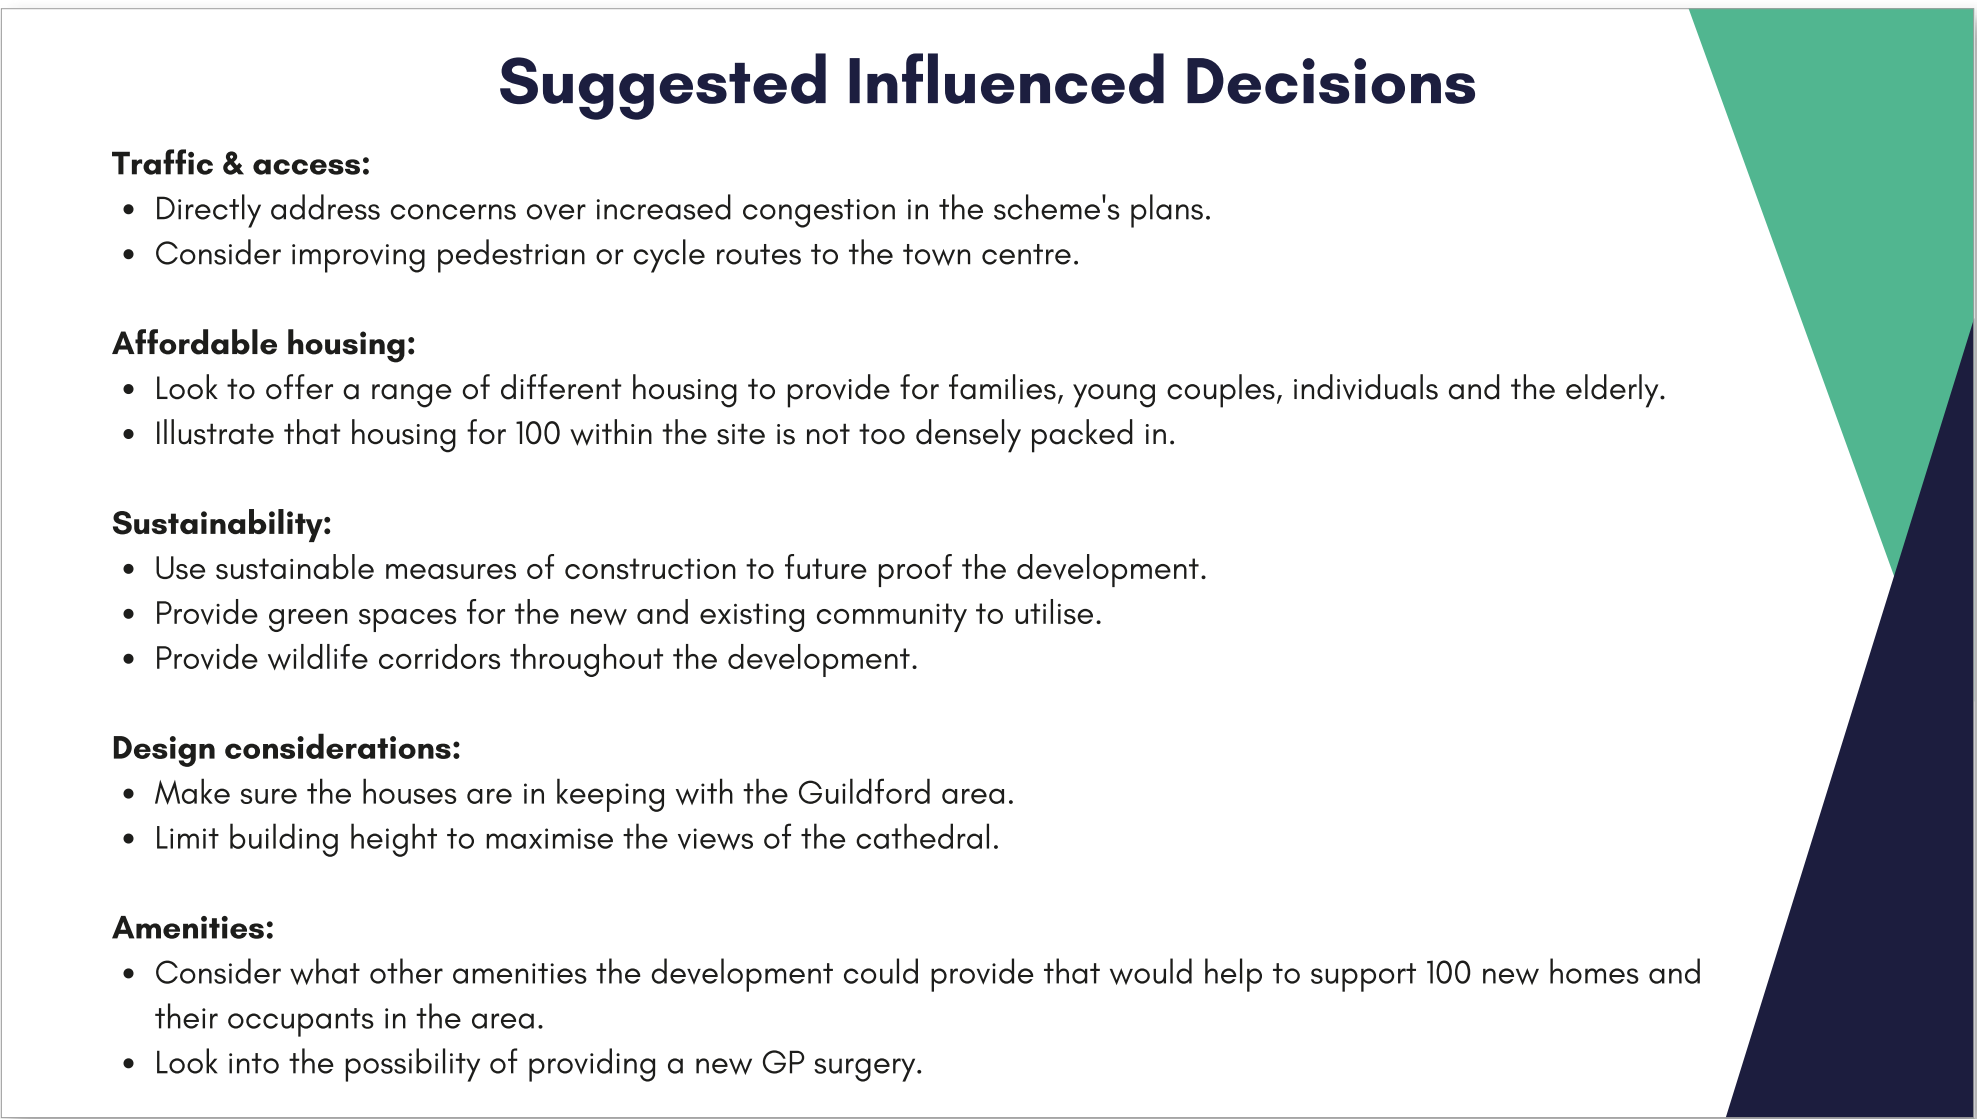 Suggested Influenced Decisions
Traffic & access:
• Directly address concerns over increased congestion in the scheme's plans.
• Consider improving pedestrian or cycle routes to the town centre.
Affordable housing:
• Look to offer a range of different housing to provide for families, young couples, individuals and the elderly.
• Illustrate that housing for 100 within the site is not too densely packed in.
Sustainability:
• Use sustainable measures of construction to future proof the development.
• Provide green spaces for the new and existing community to utilise.
• Provide wildlife corridors throughout the development.
Design considerations:
• Make sure the houses are in keeping with the Guildford area.
• Limit building height to maximise the views of the cathedral.
Amenities:
• Consider what other amenities the development could provide that would help to support 100 new homes and
their occupants in the area.
• Look into the possibility of providing a new GP surgery.